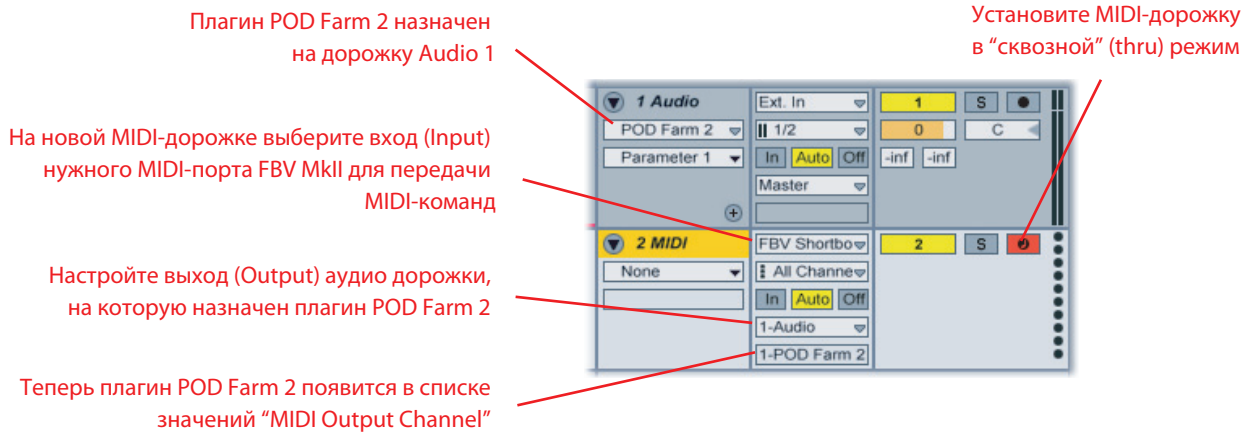 Плагин POD Farm 2 назначен
на дорожку Audio 1
Установите MIDI-дорожку
в “сквозной” (thru) режим
На новой MIDI-дорожке выберите вход (Input)
нужного MIDI-порта FBV MkII для передачи
MIDI-команд
Настройте выход (Output) аудио дорожки,
на которую назначен плагин POD Farm 2
Теперь плагин POD Farm 2 появится в списке
значений “MIDI Output Channel”
1 Audio Ext. In 1 S
POD Farm 2 1/2 0 C
Parameter 1 In Auto Off -inf -inf
Master
2 MIDI FBV Shortbo 2 S
None All Channe
In Auto Off
1-Audio
1-POD Farm 2